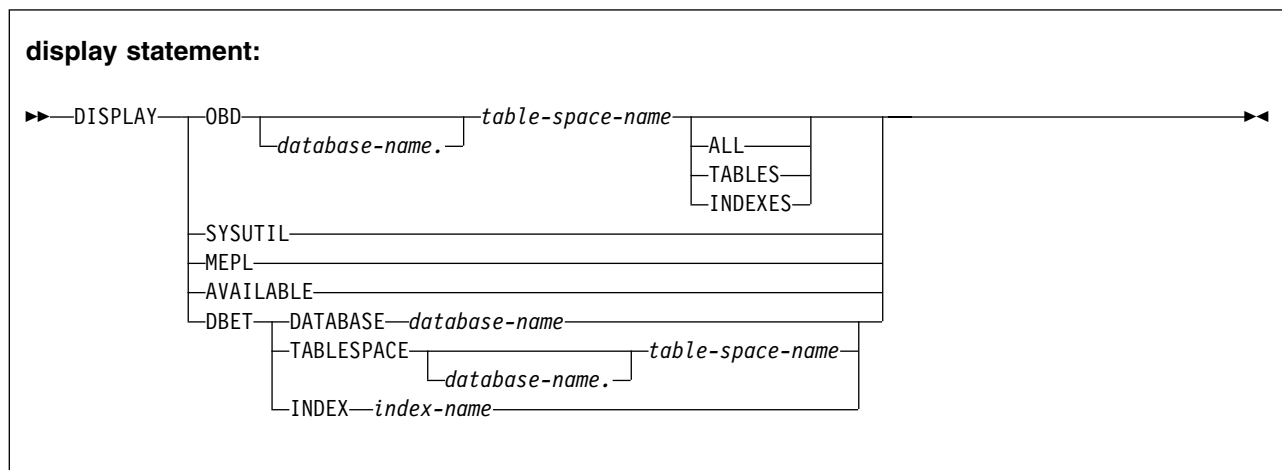 display statement:
DISPLAY OBD table-space-name
database-name. ALL
TABLES
INDEXES
SYSUTIL
MEPL
AVAILABLE
DBET DATABASE database-name
TABLESPACE table-space-name
database-name.
INDEX index-name